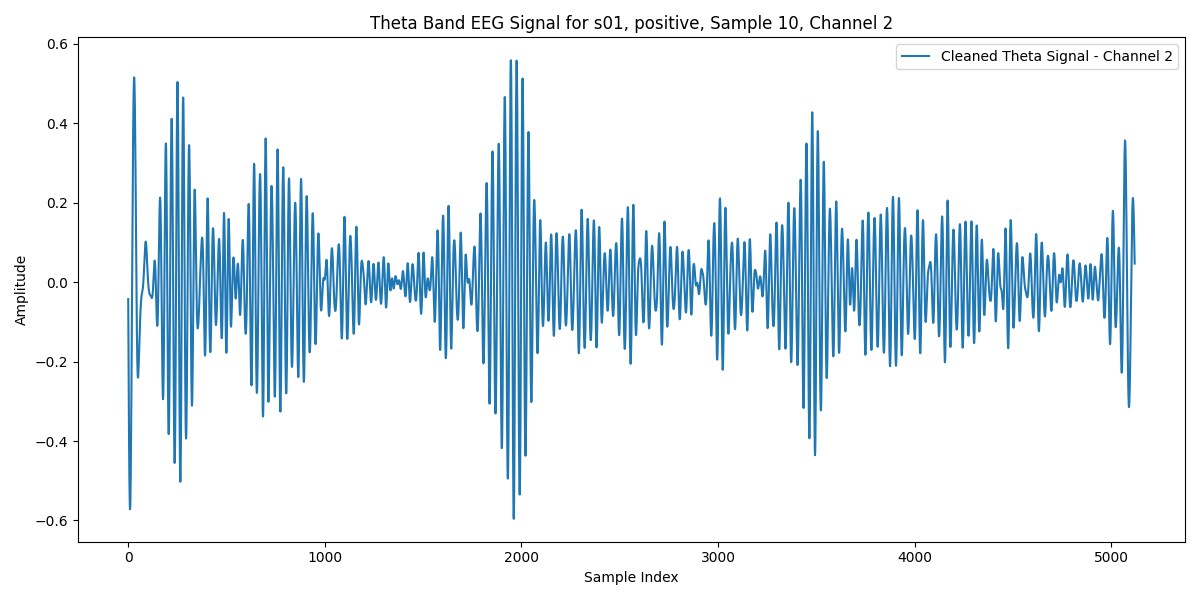 Theta Band EEG Signal for s01, positive, Sample 10, Channel 2
Cleaned Theta Signal - Channel 2
Amplitude
0.6
0.4
0.2
0.0
−0.2
−0.4
−0.6
0 1000 2000 3000 4000 5000
Sample Index